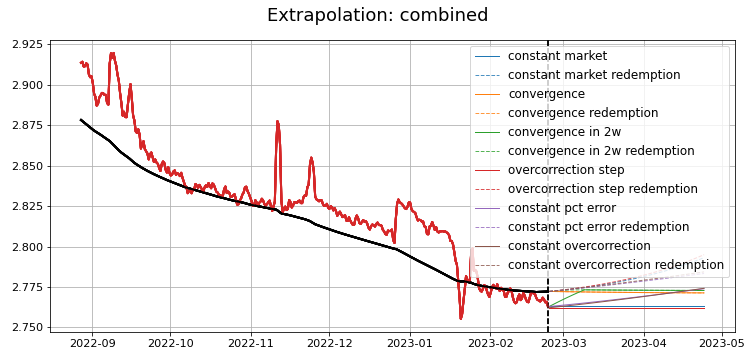 Extrapolation: combined
2.925
2.900
2.875
2.850
2.825
2.800
2.775
2.750
constant market
constant market redemption
convergence
convergence redemption
convergence in 2w
convergence in 2w redemption
overcorrection step
overcorrection step redemption
constant pct error
constant pct error redemption
constant overcorrection
constant overcorrection redemption
2022-09 2022-10 2022-11 2022-12 2023-01 2023-02 2023-03 2023-04 2023-05